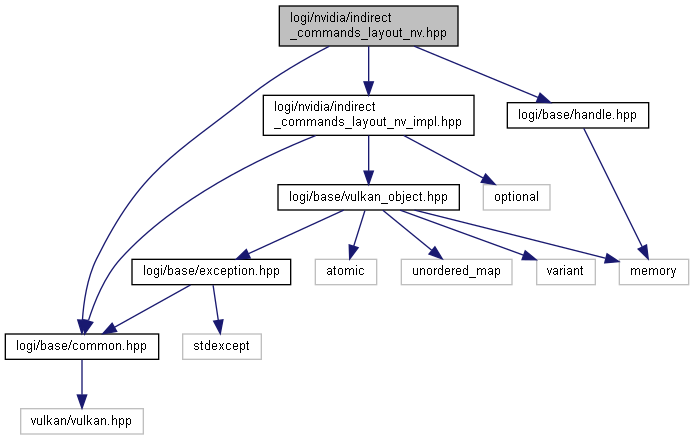 logi/nvidia/indirect
_commands_layout_nv.hpp
logi/nvidia/indirect
_commands_layout_nv_impl.hpp
logi/base/handle.hpp
logi/base/vulkan_object.hpp
optional
logi/base/exception.hpp
atomic
unordered_map
variant
memory
logi/base/common.hpp
stdexcept
vulkan/vulkan.hpp